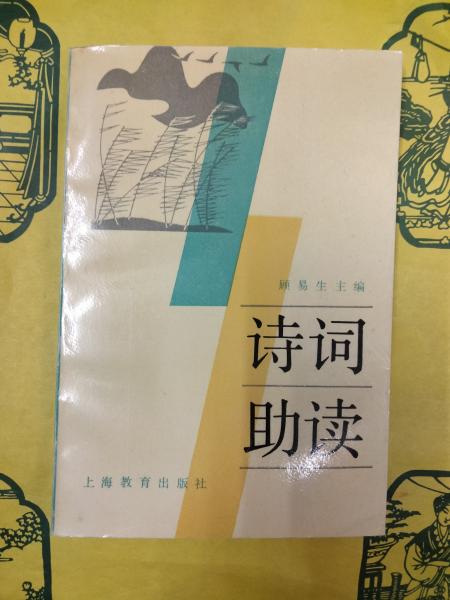 顾易生主编
诗词
助读
上海教育出版社